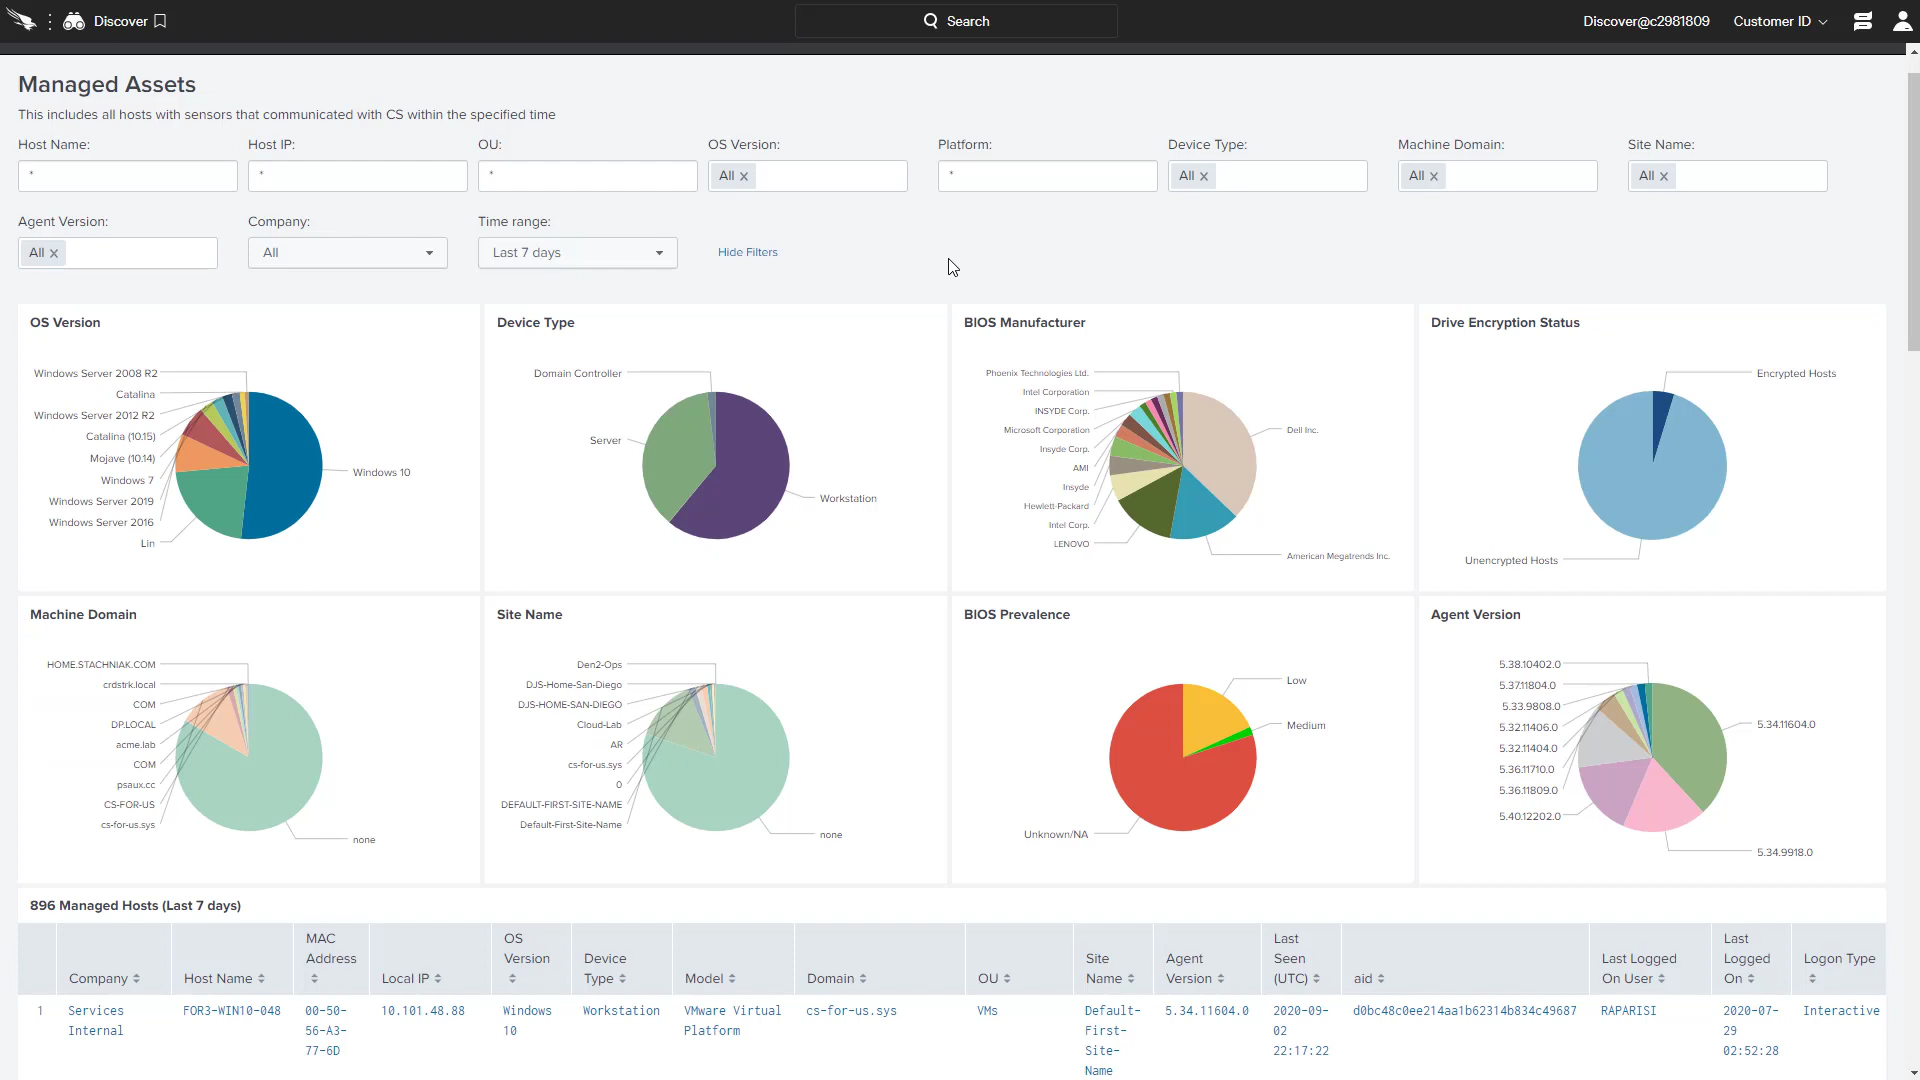 Discover
Search
Discover@c2981809
Customer ID
Managed Assets
This includes all hosts with sensors that communicated with CS within the specified time
Host Name:
Host IP:
OU:
OS Version:
Platform:
Device Type:
Machine Domain:
Site Name:
*
*
*
All ×
*
All ×
All ×
All ×
Agent Version:
Company:
Time range:
All ×
All
Last 7 days
Hide Filters
OS Version
Windows Server 2008 R2
Catalina
Windows Server 2012 R2
Catalina (10.15)
Mojave (10.14)
Windows 7
Windows Server 2019
Windows Server 2016
Lin
Windows 10
Device Type
Domain Controller
Server
Workstation
BIOS Manufacturer
Phoenix Technologies Ltd.
Intel Corporation
INSYDE Corp.
Microsoft Corporation
Insyde Corp.
AMI
Insyde
Hewlett-Packard
Intel Corp.
LENOVO
Dell Inc.
American Megatrends Inc.
Drive Encryption Status
Encrypted Hosts
Unencrypted Hosts
Machine Domain
HOME.STACHNIAK.COM
crdstrk.local
COM
DP.LOCAL
acme.lab
COM
psaux.cc
CS-FOR-US
cs-for-us.sys
none
Site Name
Den2-Ops
DJS-Home-San-Diego
DJS-HOME-SAN-DIEGO
Cloud-Lab
AR
cs-for-us.sys
0
DEFAULT-FIRST-SITE-NAME
Default-First-Site-Name
none
BIOS Prevalence
Low
Medium
Unknown/NA
Agent Version
5.38.10402.0
5.37.11804.0
5.33.9808.0
5.32.11406.0
5.32.11404.0
5.36.11710.0
5.36.11809.0
5.40.12202.0
5.34.11604.0
5.34.9918.0
896 Managed Hosts (Last 7 days)
Company
Host Name
MAC
Address
Local IP
OS
Version
Device
Type
Model
Domain
OU
Site
Name
Agent
Version
Last
Seen
(UTC)
aid
Last Logged
On User
Last
Logged
On
Logon Type
1
Services
Internal
FOR3-WIN10-048
00-50-
56-A3-
77-6D
10.101.48.88
Windows
10
Workstation
VMware Virtual
Platform
cs-for-us.sys
VMs
Default-
First-
Site-
Name
5.34.11604.0
2020-09-
02
22:17:22
d0bc48c0ee214aa1b62314b834c49687
RAPARISI
2020-07-
29
02:52:28
Interactive